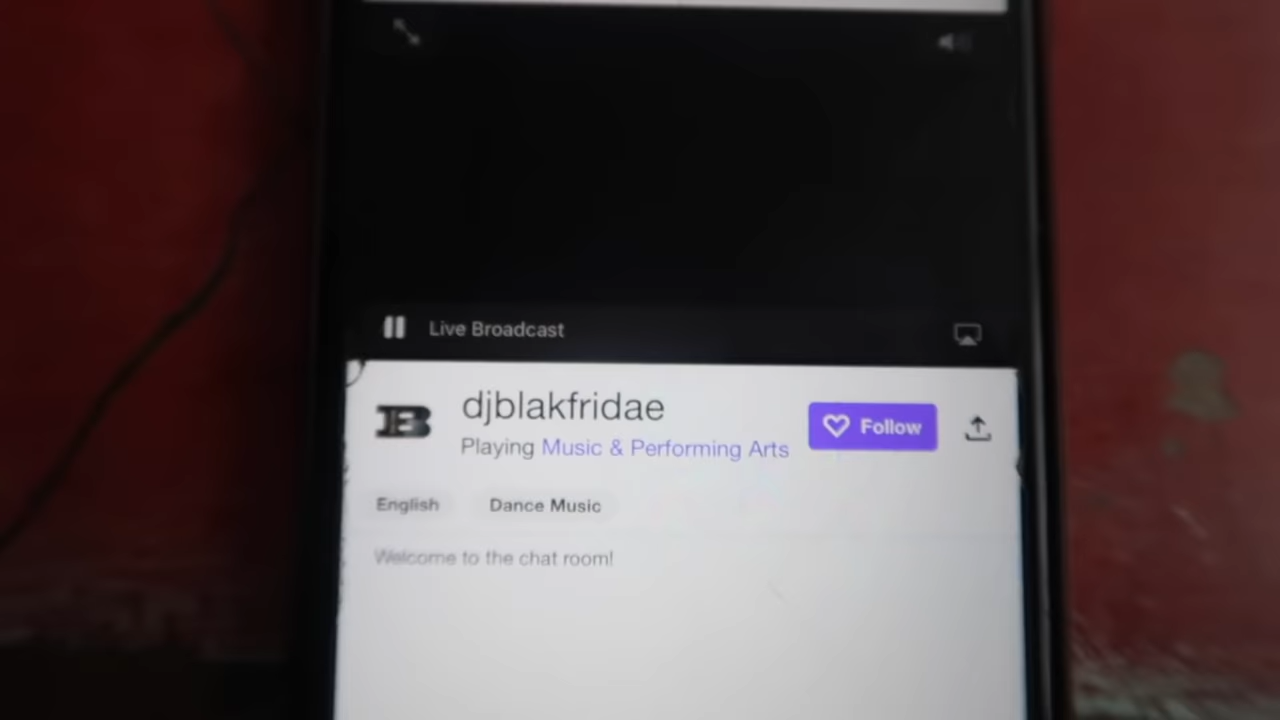 Live Broadcast
B
djblakfridae
Playing Music & Performing Arts
Follow
English
Dance Music
Welcome to the chat room!